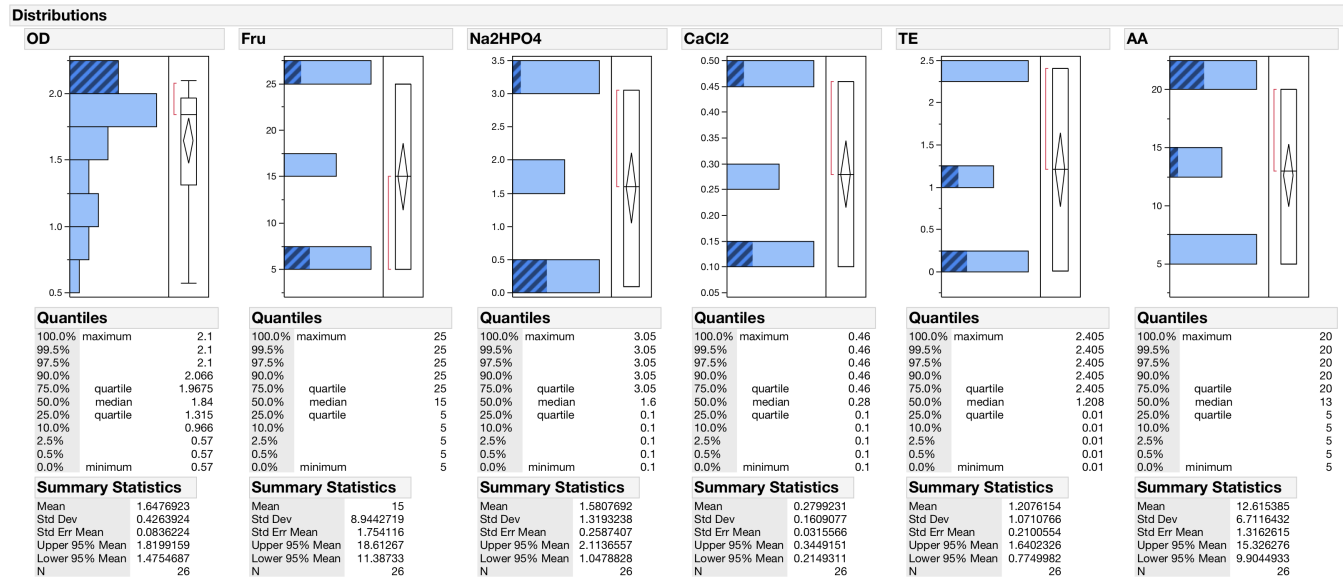 Distributions
OD Fru Na2HPO4 CaCl2 TE AA
2.0
1.5
1.0
0.5
25
20
15
10
5
3.5
3.0
2.5
2.0
1.5
1.0
0.5
0.0
0.50
0.45
0.40
0.35
0.30
0.25
0.20
0.15
0.10
0.05
2.5
2
1.5
1
0.5
0
20
15
10
5
Quantiles
100.0% maximum 2.1
99.5% 2.1
97.5% 2.1
90.0% 2.066
75.0% quartile 1.9675
50.0% median 1.84
25.0% quartile 1.315
10.0% 0.966
2.5% 0.57
0.5% 0.57
0.0% minimum 0.57
Quantiles
100.0% maximum 25
99.5% 25
97.5% 25
90.0% 25
75.0% quartile 25
50.0% median 15
25.0% quartile 5
10.0% 5
2.5% 5
0.5% 5
0.0% minimum 5
Quantiles
100.0% maximum 3.05
99.5% 3.05
97.5% 3.05
90.0% 3.05
75.0% quartile 3.05
50.0% median 1.6
25.0% quartile 0.1
10.0% 0.1
2.5% 0.1
0.5% 0.1
0.0% minimum 0.1
Quantiles
100.0% maximum 0.46
99.5% 0.46
97.5% 0.46
90.0% 0.46
75.0% quartile 0.46
50.0% median 0.28
25.0% quartile 0.1
10.0% 0.1
2.5% 0.1
0.5% 0.1
0.0% minimum 0.1
Quantiles
100.0% maximum 2.405
99.5% 2.405
97.5% 2.405
90.0% 2.405
75.0% quartile 2.405
50.0% median 1.208
25.0% quartile 0.01
10.0% 0.01
2.5% 0.01
0.5% 0.01
0.0% minimum 0.01
Quantiles
100.0% maximum 20
99.5% 20
97.5% 20
90.0% 20
75.0% quartile 20
50.0% median 13
25.0% quartile 5
10.0% 5
2.5% 5
0.5% 5
0.0% minimum 5
Summary Statistics
Mean 1.6476923
Std Dev 0.4263924
Std Err Mean 0.0836224
Upper 95% Mean 1.8199159
Lower 95% Mean 1.4754687
N 26
Summary Statistics
Mean 15
Std Dev 8.9442719
Std Err Mean 1.754116
Upper 95% Mean 18.61267
Lower 95% Mean 11.38733
N 26
Summary Statistics
Mean 1.5807692
Std Dev 1.3193238
Std Err Mean 0.2587407
Upper 95% Mean 2.1136557
Lower 95% Mean 1.0478828
N 26
Summary Statistics
Mean 0.2799231
Std Dev 0.1609077
Std Err Mean 0.0315566
Upper 95% Mean 0.3449151
Lower 95% Mean 0.2149311
N 26
Summary Statistics
Mean 1.2076154
Std Dev 1.0710766
Std Err Mean 0.2100554
Upper 95% Mean 1.6402326
Lower 95% Mean 0.7749982
N 26
Summary Statistics
Mean 12.615385
Std Dev 6.7116432
Std Err Mean 1.3162615
Upper 95% Mean 15.326276
Lower 95% Mean 9.9044933
N 26